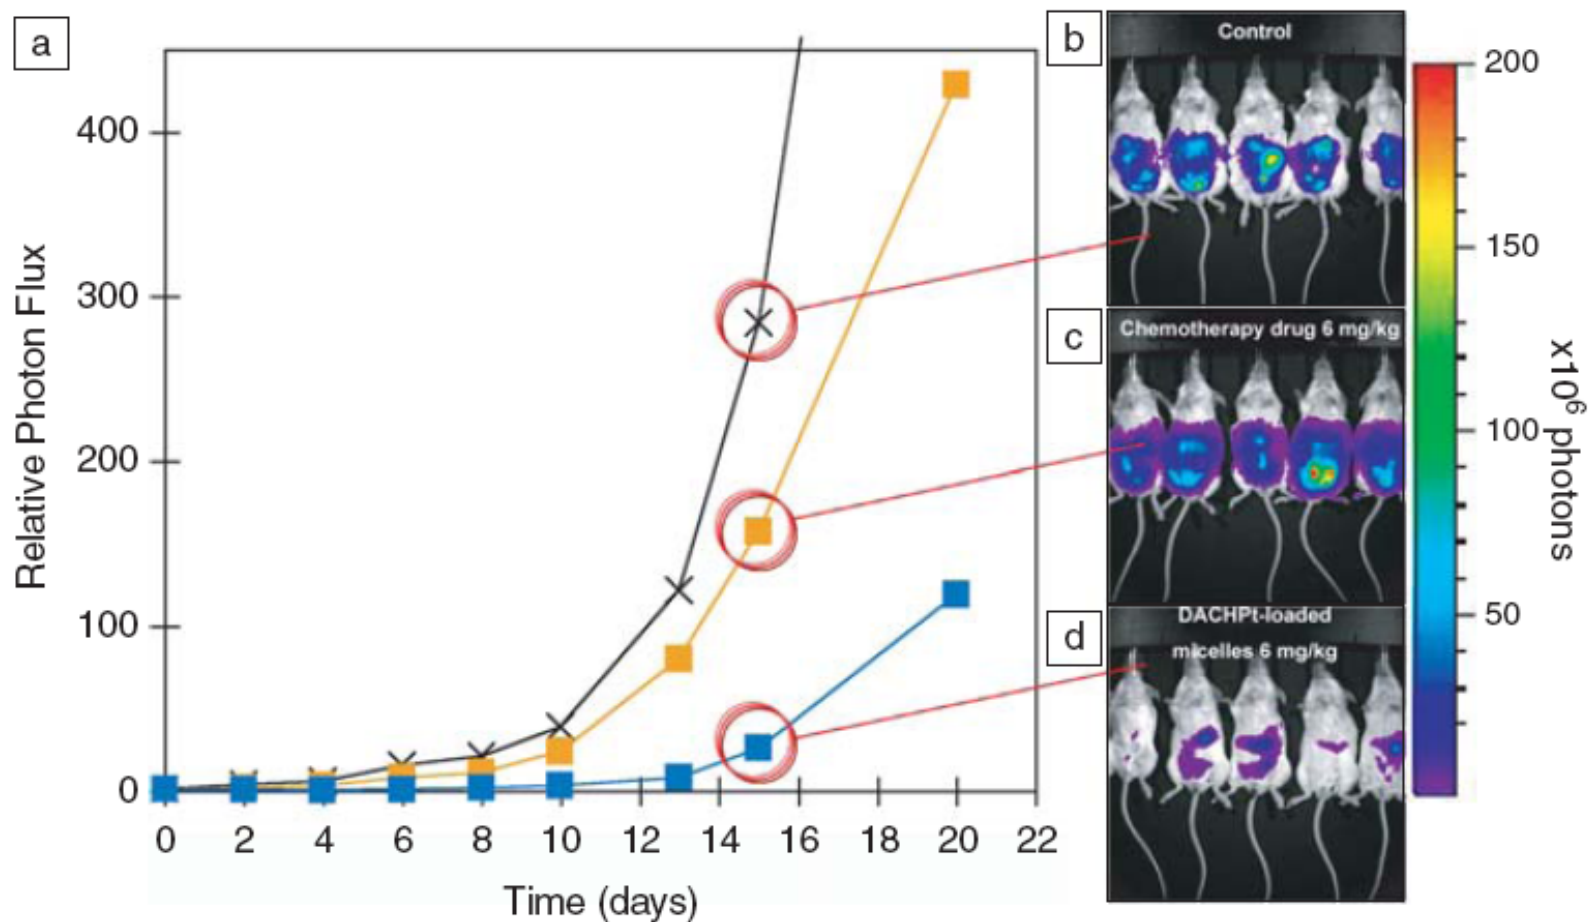 a
Relative Photon Flux
400
300
200
100
0
0 2 4 6 8 10 12 14 16 18 20 22
Time (days)
b
Control
c
Chemotherapy drug 6 mg/kg
d
DACHPt-loaded
micelles 6 mg/kg
200
150
100
50
x10⁶ photons